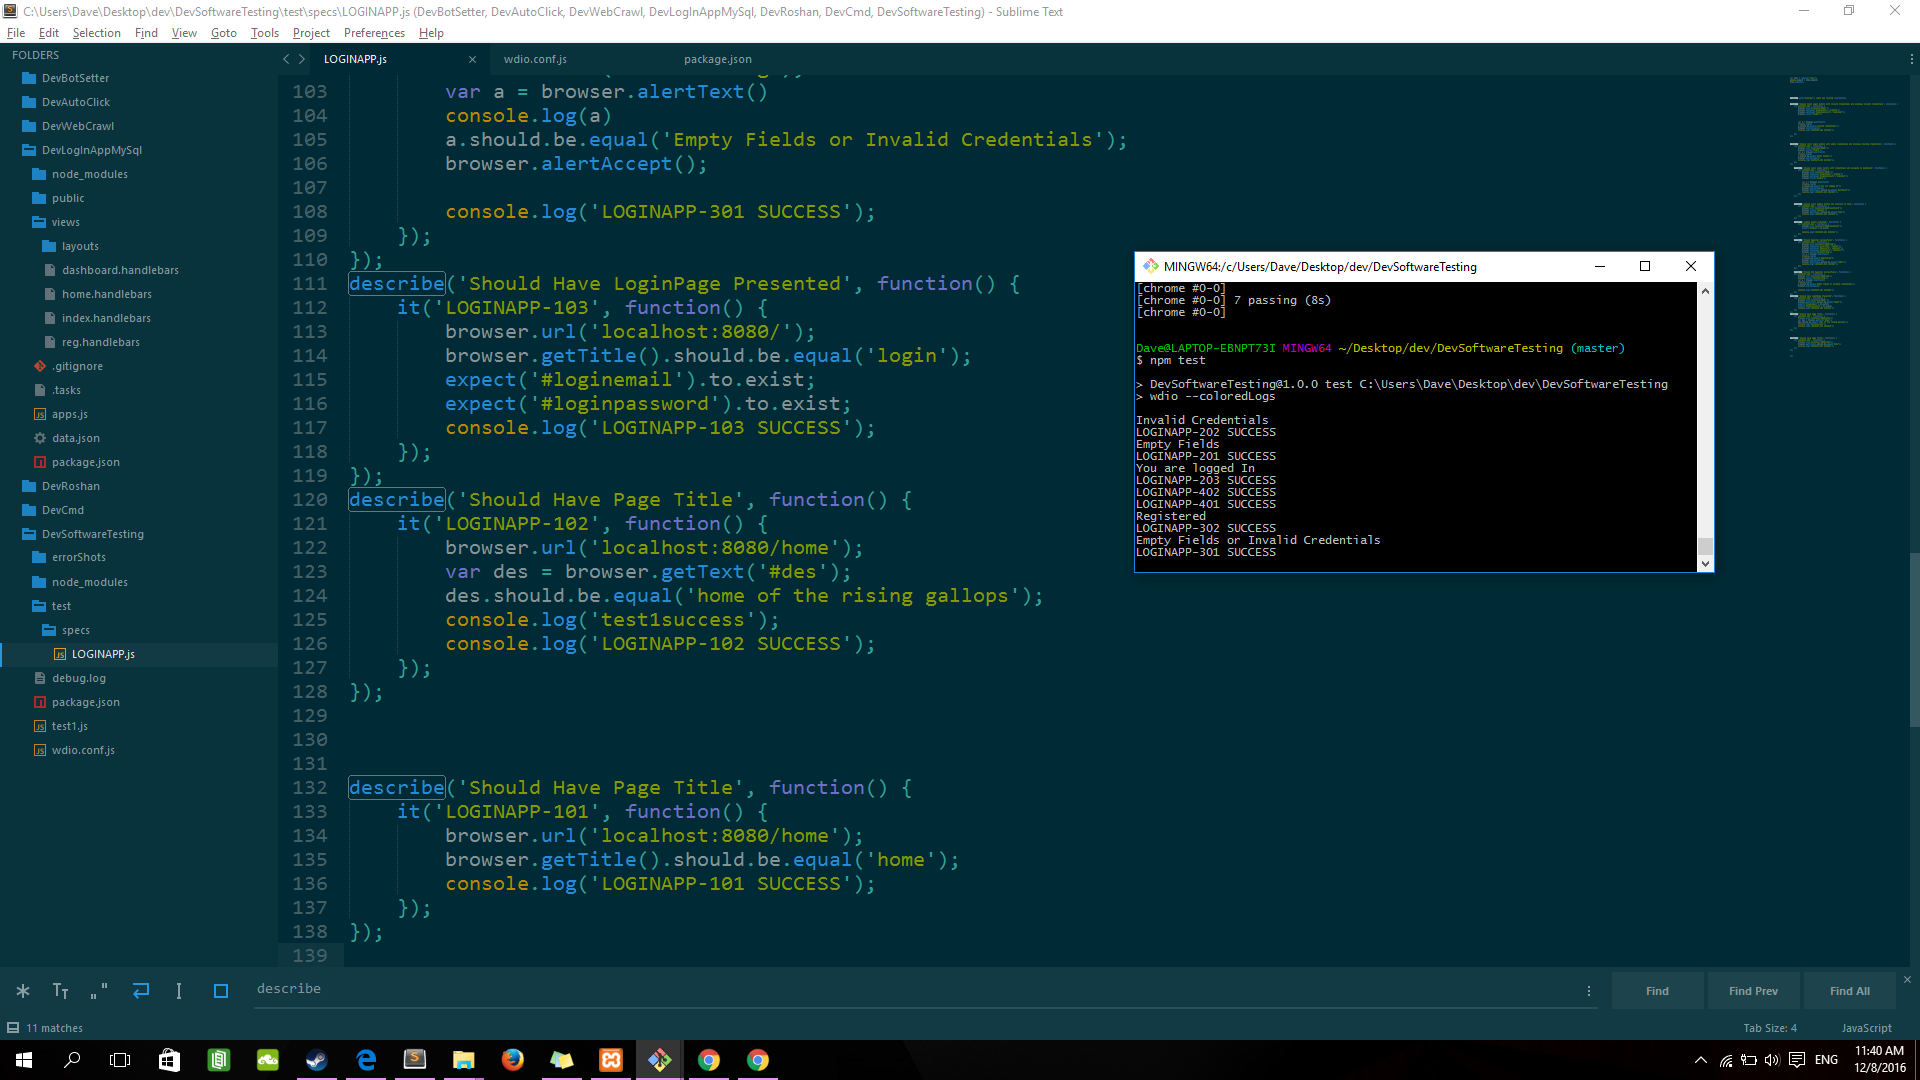 C:\Users\Dave\Desktop\dev\DevSoftwareTesting\test\specs\LOGINAPP.js (DevBotSetter, DevAutoClick, DevWebCrawl, DevLogInAppMySql, DevRoshan, DevCmd, DevSoftwareTesting) - Sublime Text
File Edit Selection Find View Goto Tools Project Preferences Help
FOLDERS
DevBotSetter
DevAutoClick
DevWebCrawl
DevLogInAppMySql
node_modules
public
views
layouts
dashboard.handlebars
home.handlebars
index.handlebars
reg.handlebars
.gitignore
.tasks
apps.js
data.json
package.json
DevRoshan
DevCmd
DevSoftwareTesting
errorShots
node_modules
test
specs
LOGINAPP.js
debug.log
package.json
test1.js
wdio.conf.js
LOGINAPP.js wdio.conf.js package.json
103 var a = browser.alertText()
104 console.log(a)
105 a.should.be.equal('Empty Fields or Invalid Credentials');
106 browser.alertAccept();
107
108 console.log('LOGINAPP-301 SUCCESS');
109 });
110 });
111 describe('Should Have LoginPage Presented', function() {
112 it('LOGINAPP-103', function() {
113 browser.url('localhost:8080/');
114 browser.getTitle().should.be.equal('login');
115 expect('#loginemail').to.exist;
116 expect('#loginpassword').to.exist;
117 console.log('LOGINAPP-103 SUCCESS');
118 });
119 });
120 describe('Should Have Page Title', function() {
121 it('LOGINAPP-102', function() {
122 browser.url('localhost:8080/home');
123 var des = browser.getText('#des');
124 des.should.be.equal('home of the rising gallops');
125 console.log('test1success');
126 console.log('LOGINAPP-102 SUCCESS');
127 });
128 });
129
130
131
132 describe('Should Have Page Title', function() {
133 it('LOGINAPP-101', function() {
134 browser.url('localhost:8080/home');
135 browser.getTitle().should.be.equal('home');
136 console.log('LOGINAPP-101 SUCCESS');
137 });
138 });
139
MINGW64:/c/Users/Dave/Desktop/dev/DevSoftwareTesting
[chrome #0-0]
[chrome #0-0] 7 passing (8s)
[chrome #0-0]
Dave@LAPTOP-EBNPT73I MINGW64 ~/Desktop/dev/DevSoftwareTesting (master)
$ npm test
> DevSoftwareTesting@1.0.0 test C:\Users\Dave\Desktop\dev\DevSoftwareTesting
> wdio --coloredLogs
Invalid Credentials
LOGINAPP-202 SUCCESS
Empty Fields
LOGINAPP-201 SUCCESS
You are logged In
LOGINAPP-203 SUCCESS
LOGINAPP-402 SUCCESS
LOGINAPP-401 SUCCESS
Registered
LOGINAPP-302 SUCCESS
Empty Fields or Invalid Credentials
LOGINAPP-301 SUCCESS
describe
Find Find Prev Find All
11 matches
Tab Size: 4 JavaScript
ENG
11:40 AM
12/8/2016